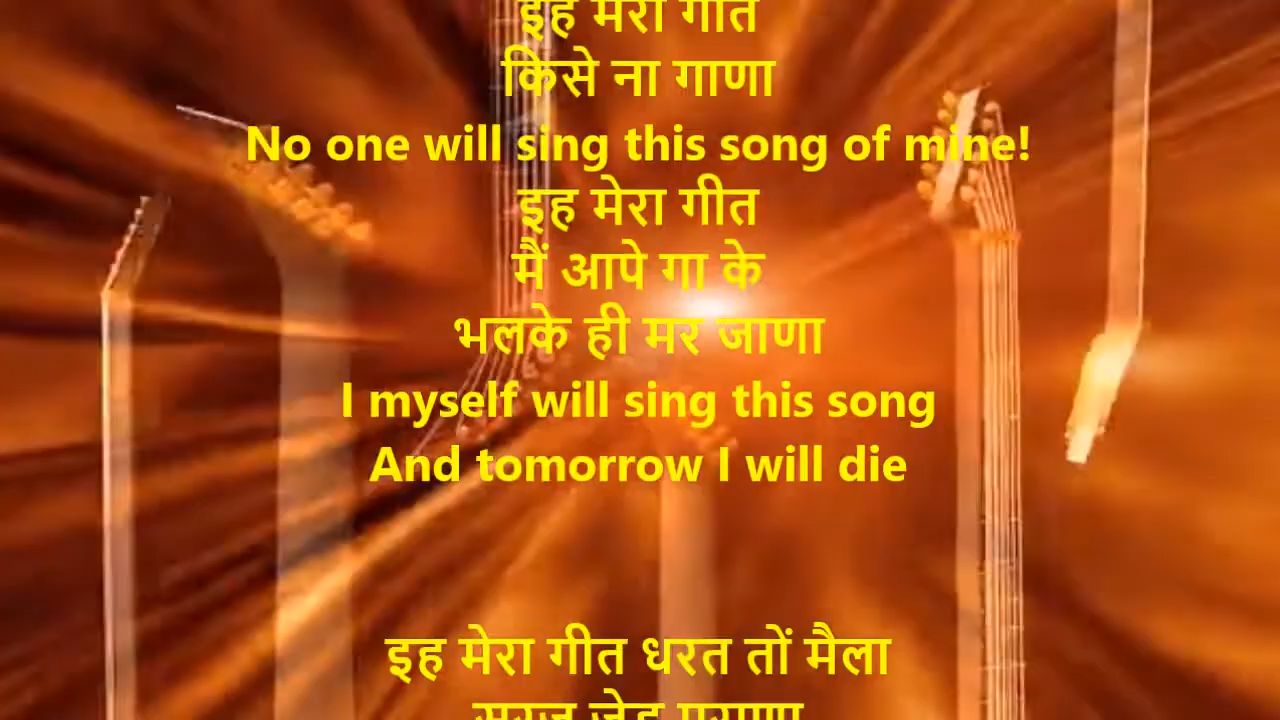 इह मेरा गीत
किसे ना गाणा
No one will sing this song of mine!
इह मेरा गीत
मैं आपे गा के
भलके ही मर जाणा
I myself will sing this song
And tomorrow I will die
इह मेरा गीत धरत तों मैला